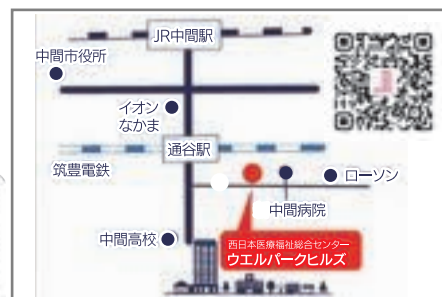 JR中間駅
中間市役所
イオン
なかま
通谷駅
筑豊電鉄
ローソン
中間病院
中間高校
西日本医療福祉総合センター
ウエルパークヒルズ